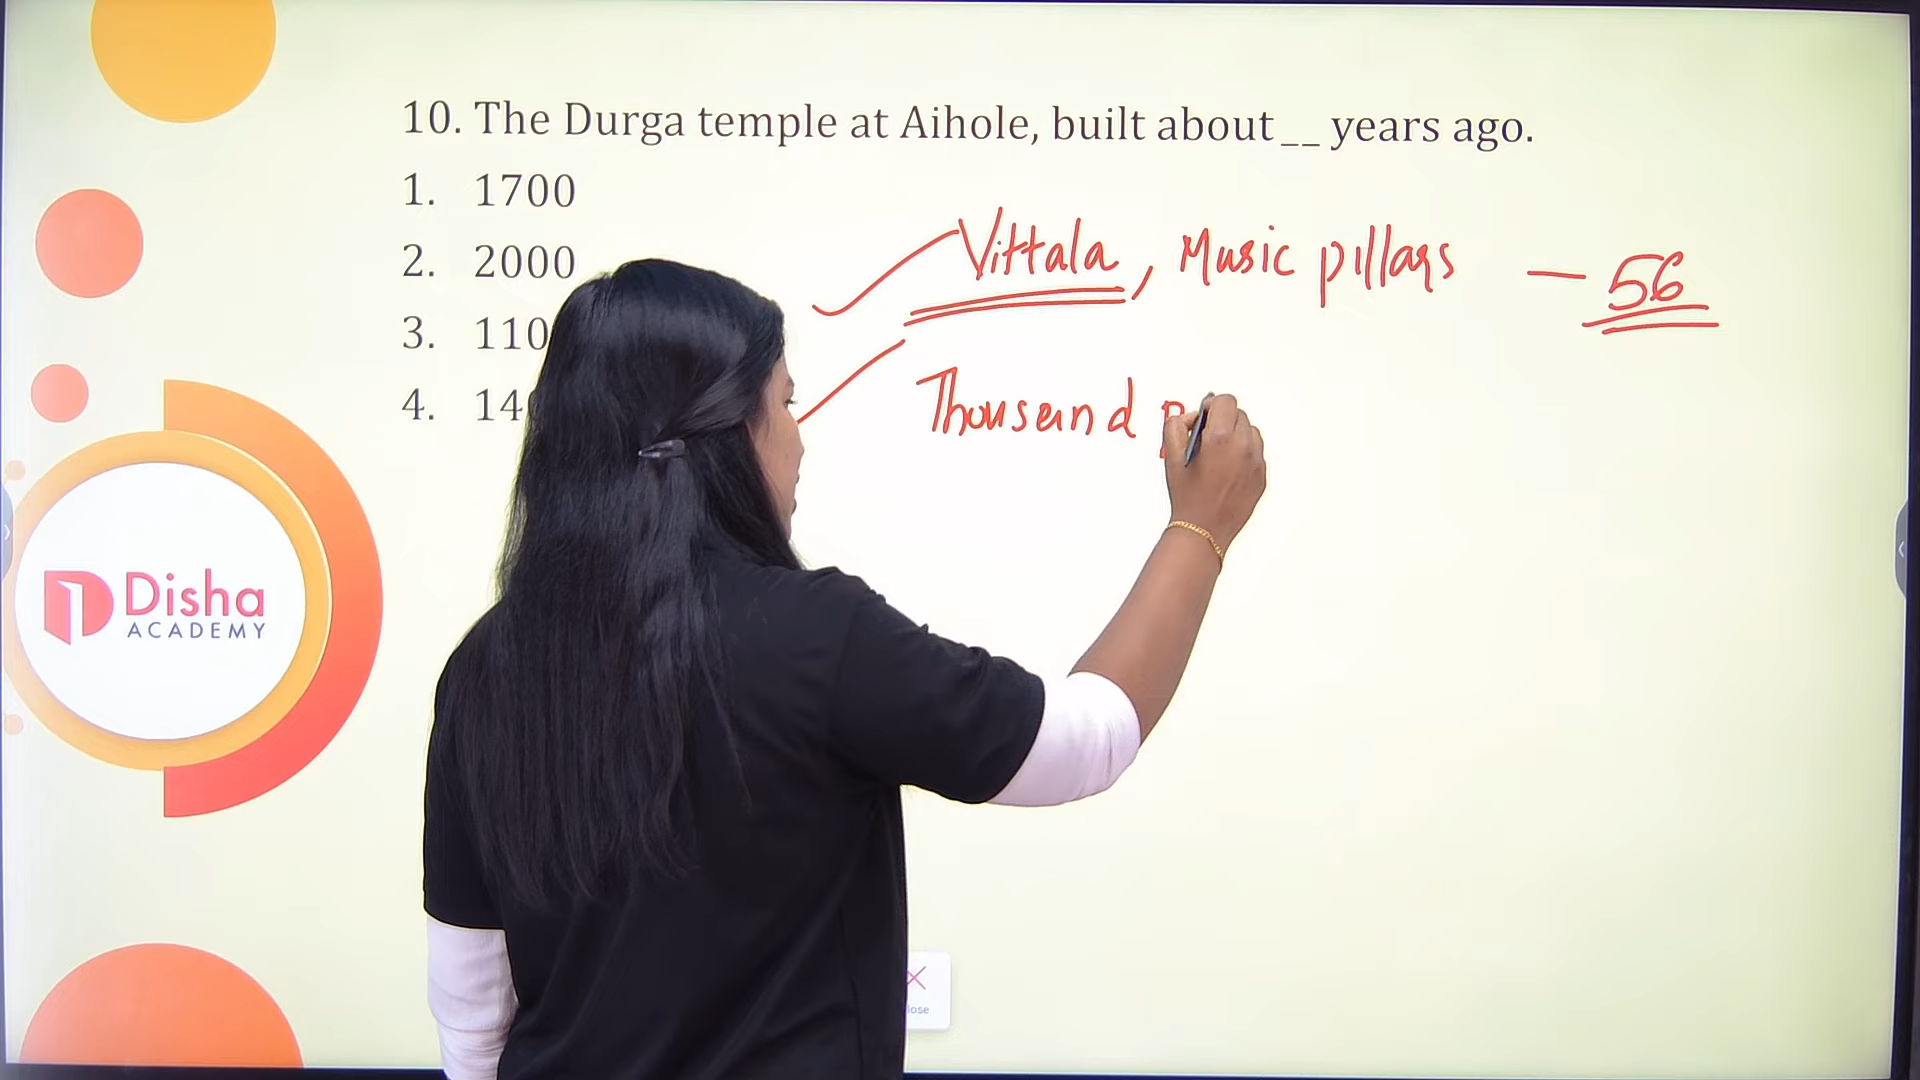 10. The Durga temple at Aihole, built about __ years ago.
1. 1700
2. 2000
3. 110
4. 14
Vittala, Music pillars — 56
Thousand P
Disha
ACADEMY